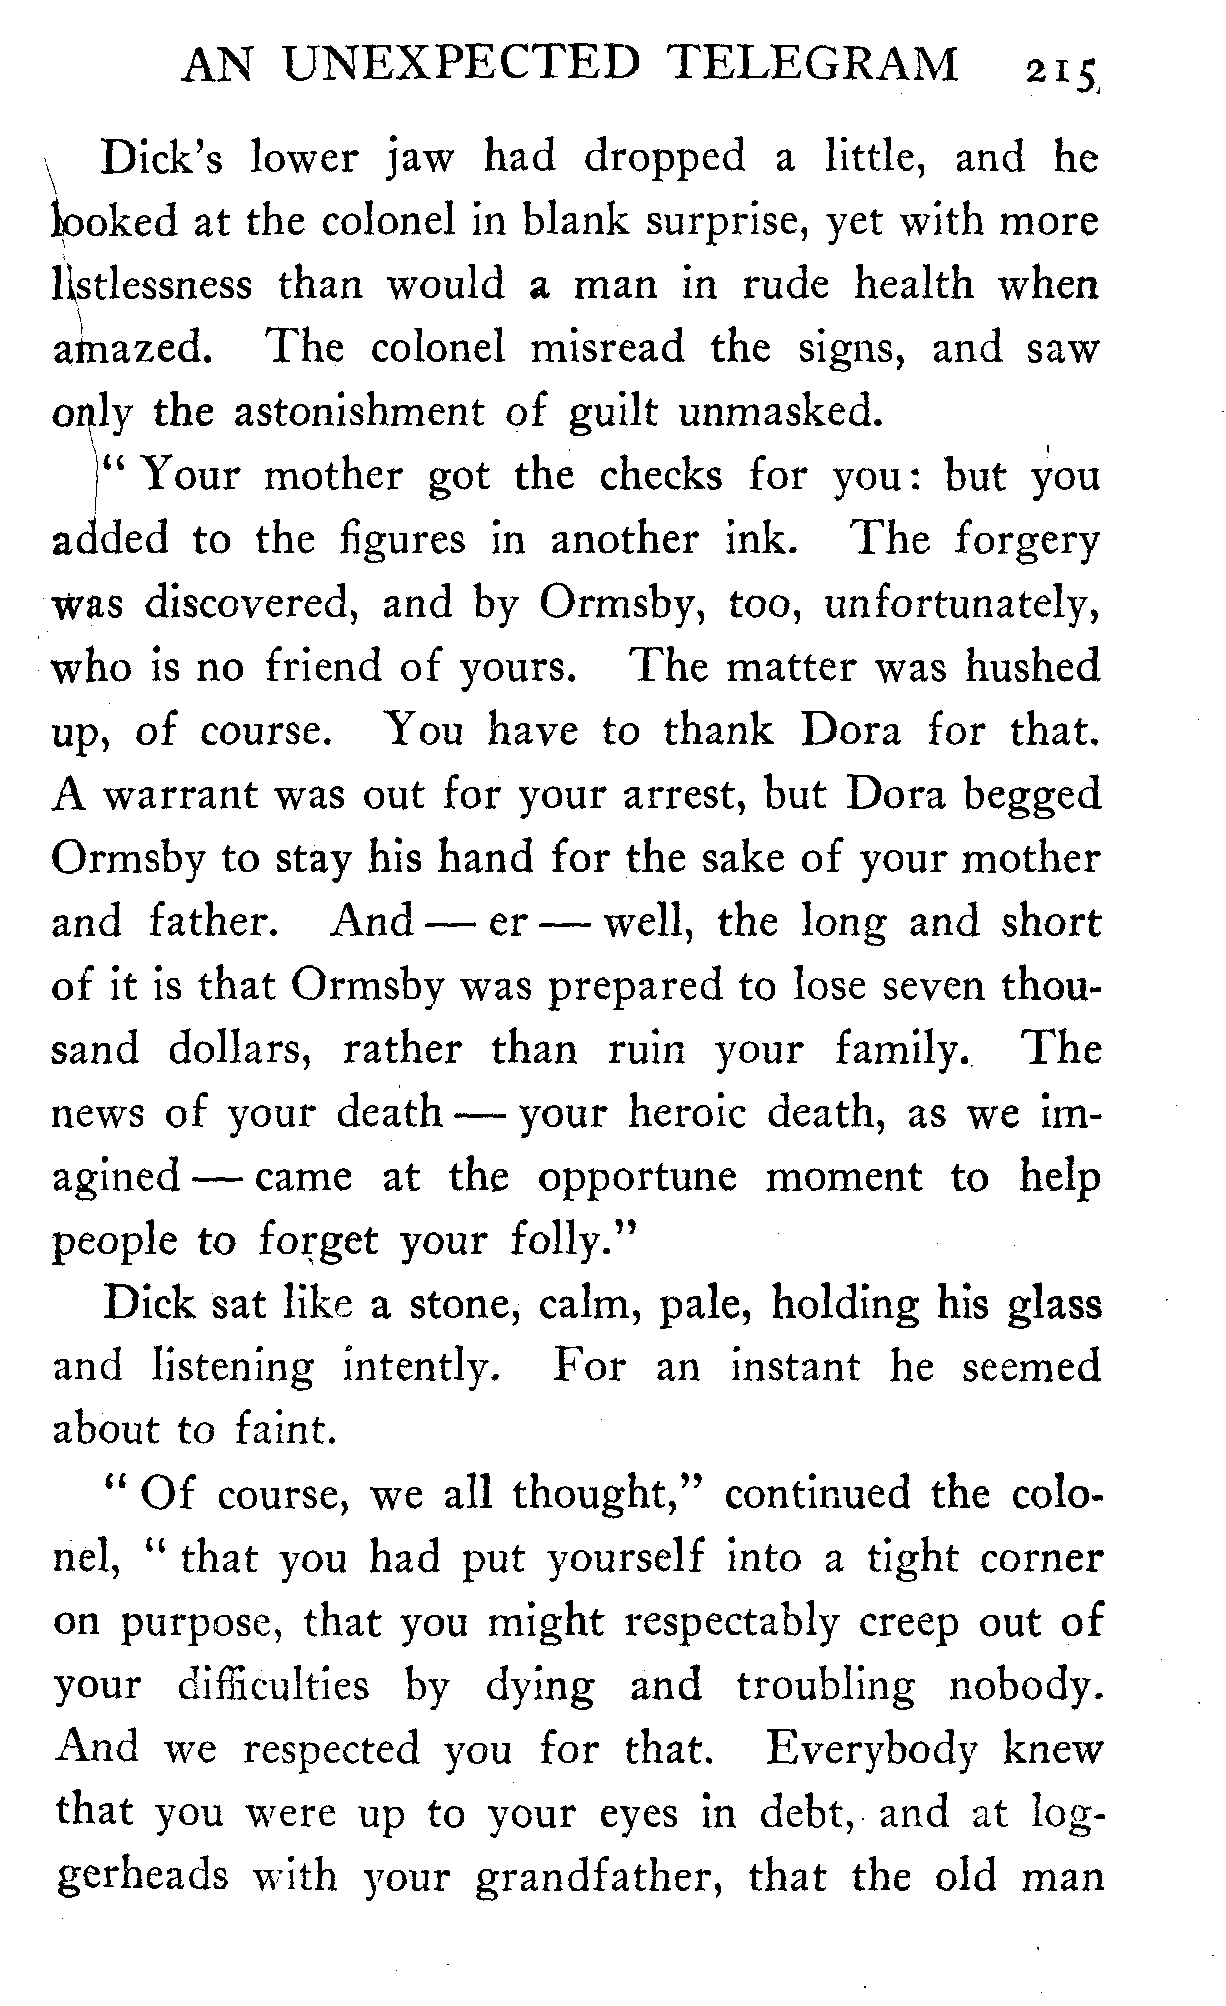 AN UNEXPECTED TELEGRAM 215
Dick's lower jaw had dropped a little, and he
looked at the colonel in blank surprise, yet with more
listlessness than would a man in rude health when
amazed. The colonel misread the signs, and saw
only the astonishment of guilt unmasked.
" Your mother got the checks for you: but you
added to the figures in another ink. The forgery
was discovered, and by Ormsby, too, unfortunately,
who is no friend of yours. The matter was hushed
up, of course. You have to thank Dora for that.
A warrant was out for your arrest, but Dora begged
Ormsby to stay his hand for the sake of your mother
and father. And — er — well, the long and short
of it is that Ormsby was prepared to lose seven thou-
sand dollars, rather than ruin your family. The
news of your death — your heroic death, as we im-
agined — came at the opportune moment to help
people to forget your folly."
Dick sat like a stone, calm, pale, holding his glass
and listening intently. For an instant he seemed
about to faint.
" Of course, we all thought," continued the colo-
nel, " that you had put yourself into a tight corner
on purpose, that you might respectably creep out of
your difficulties by dying and troubling nobody.
And we respected you for that. Everybody knew
that you were up to your eyes in debt, and at log-
gerheads with your grandfather, that the old man